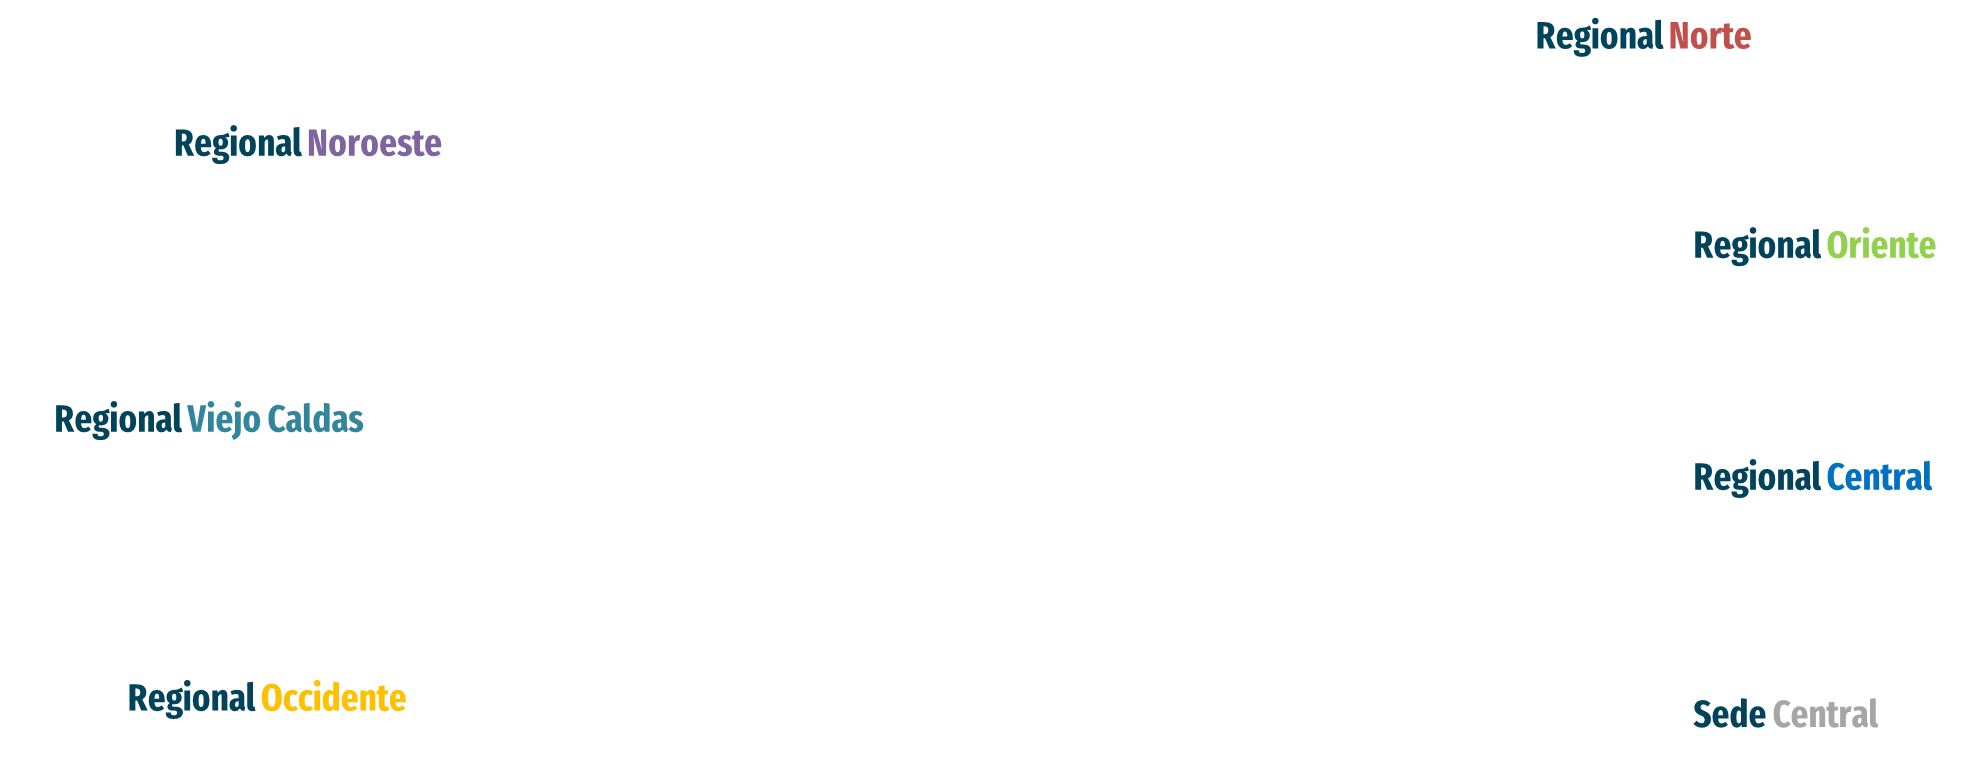 Regional Norte
Regional Noroeste
Regional Oriente
Regional Viejo Caldas
Regional Central
Regional Occidente
Sede Central